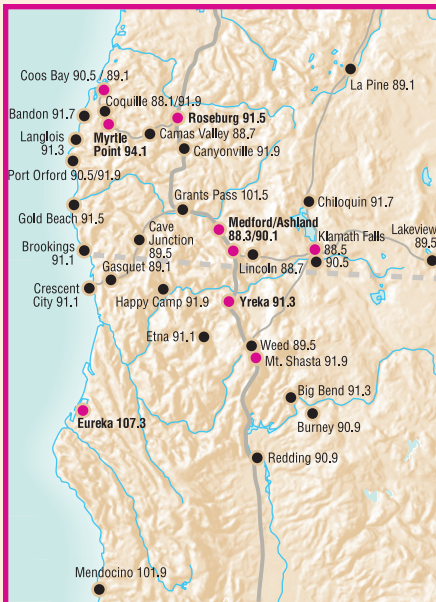 Coos Bay 90.5 / 89.1
La Pine 89.1
Coquille 88.1/91.9
Bandon 91.7
Roseburg 91.5
Langlois
91.3
Myrtle
Point 94.1
Camas Valley 88.7
Canyonville 91.9
Port Orford 90.5/91.9
Grants Pass 101.5
Chiloquin 91.7
Gold Beach 91.5
Medford/Ashland
88.3/90.1
Cave
Junction
89.5
Klamath Falls
88.5
90.5
Lakeview
89.5
Brookings
91.1
Lincoln 88.7
Gasquet 89.1
Crescent
City 91.1
Happy Camp 91.9
Yreka 91.3
Etna 91.1
Weed 89.5
Mt. Shasta 91.9
Big Bend 91.3
Eureka 107.3
Burney 90.9
Redding 90.9
Mendocino 101.9